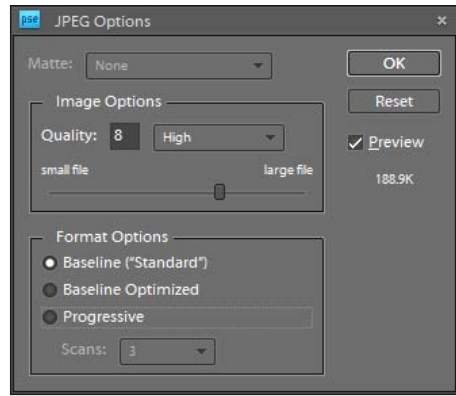 pse JPEG Options
Matte: None
OK
Image Options
Reset
Quality: 8 High
Preview
small file large file
188.9K
Format Options
Baseline ("Standard")
Baseline Optimized
Progressive
Scans: 3